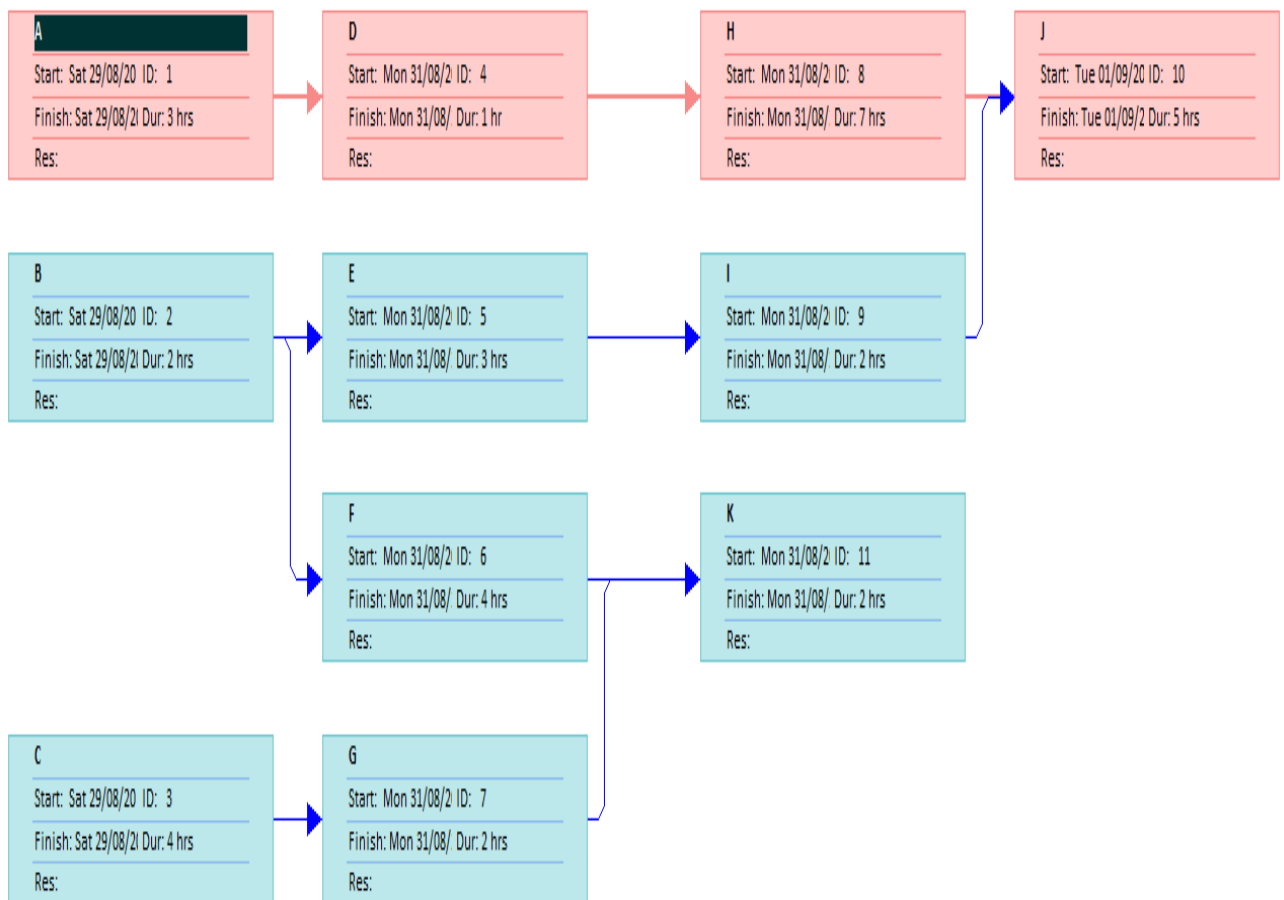 A
Start: Sat 29/08/20 ID: 1
Finish: Sat 29/08/20 Dur: 3 hrs
Res:
D
Start: Mon 31/08/2 ID: 4
Finish: Mon 31/08/ Dur: 1 hr
Res:
H
Start: Mon 31/08/2 ID: 8
Finish: Mon 31/08/ Dur: 7 hrs
Res:
J
Start: Tue 01/09/20 ID: 10
Finish: Tue 01/09/2 Dur: 5 hrs
Res:
B
Start: Sat 29/08/20 ID: 2
Finish: Sat 29/08/20 Dur: 2 hrs
Res:
E
Start: Mon 31/08/2 ID: 5
Finish: Mon 31/08/ Dur: 3 hrs
Res:
I
Start: Mon 31/08/2 ID: 9
Finish: Mon 31/08/ Dur: 2 hrs
Res:
F
Start: Mon 31/08/2 ID: 6
Finish: Mon 31/08/ Dur: 4 hrs
Res:
K
Start: Mon 31/08/2 ID: 11
Finish: Mon 31/08/ Dur: 2 hrs
Res:
C
Start: Sat 29/08/20 ID: 3
Finish: Sat 29/08/20 Dur: 4 hrs
Res:
G
Start: Mon 31/08/2 ID: 7
Finish: Mon 31/08/ Dur: 2 hrs
Res: